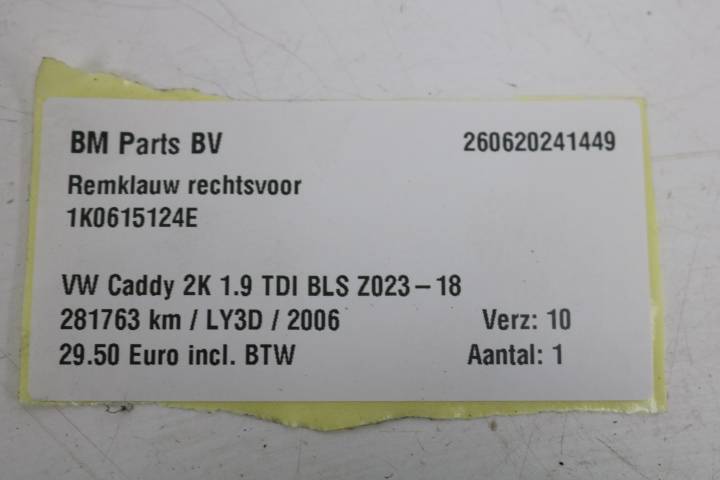 BM Parts BV 260620241449
Remklauw rechtsvoor
1K0615124E
VW Caddy 2K 1.9 TDI BLS Z023-18
281763 km / LY3D / 2006 Verz: 10
29.50 Euro incl. BTW Aantal: 1